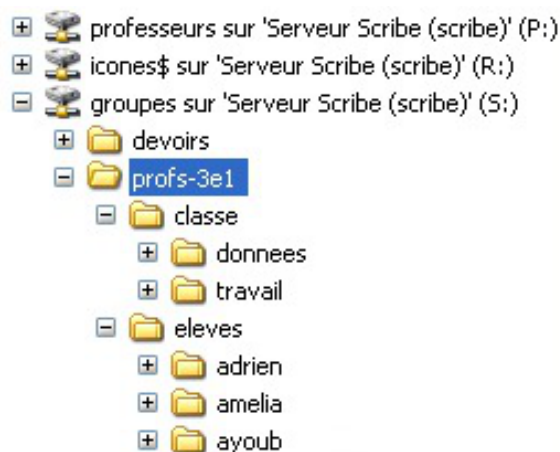 professeurs sur 'Serveur Scribe (scribe)' (P:)
icones$ sur 'Serveur Scribe (scribe)' (R:)
groupes sur 'Serveur Scribe (scribe)' (S:)
devoirs
profs-3e1
classe
donnees
travail
eleves
adrien
amelia
ayoub